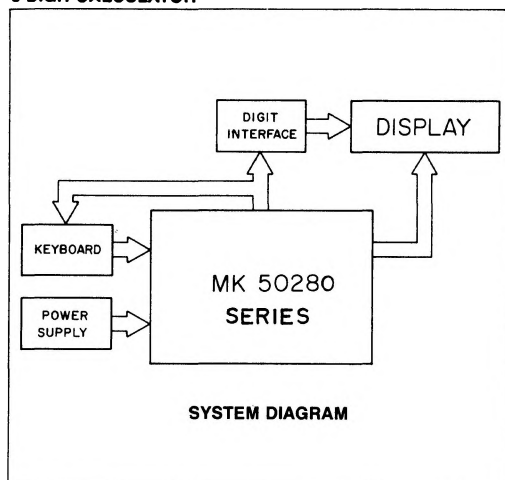 DIGIT
INTERFACE
DISPLAY
KEYBOARD
MK 50280
SERIES
POWER
SUPPLY
SYSTEM DIAGRAM